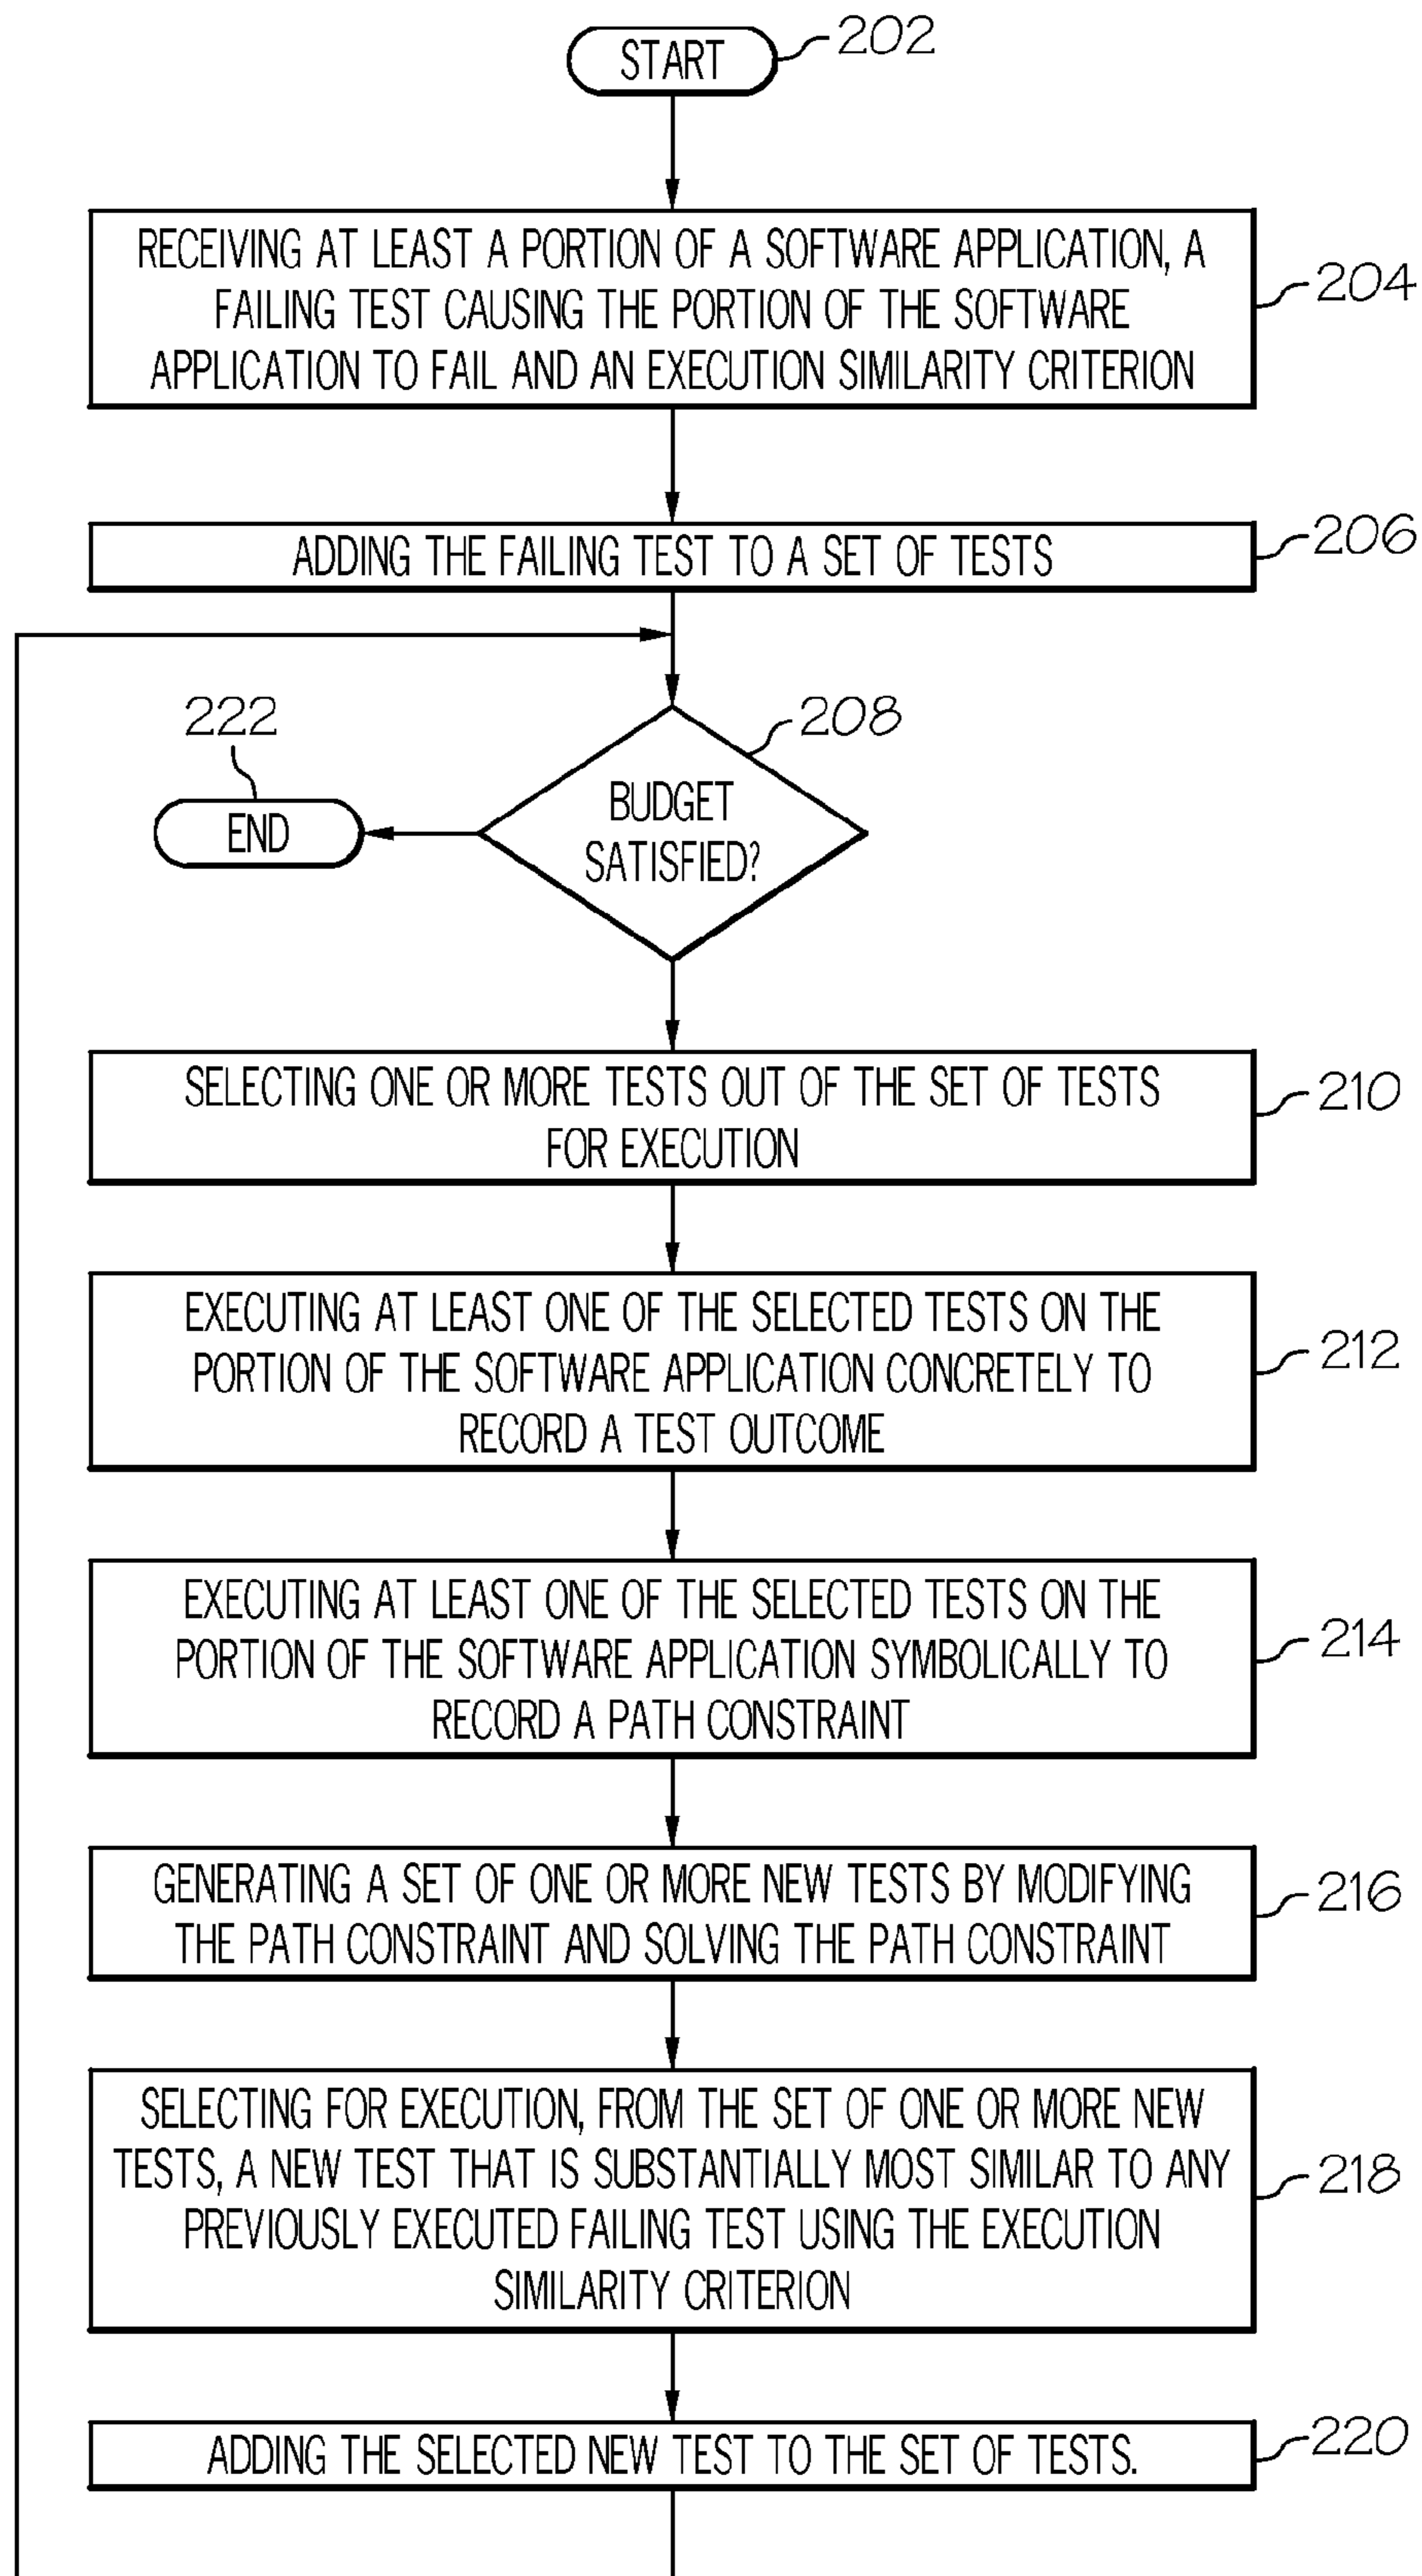 START
202
RECEIVING AT LEAST A PORTION OF A SOFTWARE APPLICATION, A
FAILING TEST CAUSING THE PORTION OF THE SOFTWARE
APPLICATION TO FAIL AND AN EXECUTION SIMILARITY CRITERION
204
ADDING THE FAILING TEST TO A SET OF TESTS
206
222
END
208
BUDGET
SATISFIED?
SELECTING ONE OR MORE TESTS OUT OF THE SET OF TESTS
FOR EXECUTION
210
EXECUTING AT LEAST ONE OF THE SELECTED TESTS ON THE
PORTION OF THE SOFTWARE APPLICATION CONCRETELY TO
RECORD A TEST OUTCOME
212
EXECUTING AT LEAST ONE OF THE SELECTED TESTS ON THE
PORTION OF THE SOFTWARE APPLICATION SYMBOLICALLY TO
RECORD A PATH CONSTRAINT
214
GENERATING A SET OF ONE OR MORE NEW TESTS BY MODIFYING
THE PATH CONSTRAINT AND SOLVING THE PATH CONSTRAINT
216
SELECTING FOR EXECUTION, FROM THE SET OF ONE OR MORE NEW
TESTS, A NEW TEST THAT IS SUBSTANTIALLY MOST SIMILAR TO ANY
PREVIOUSLY EXECUTED FAILING TEST USING THE EXECUTION
SIMILARITY CRITERION
218
ADDING THE SELECTED NEW TEST TO THE SET OF TESTS.
220